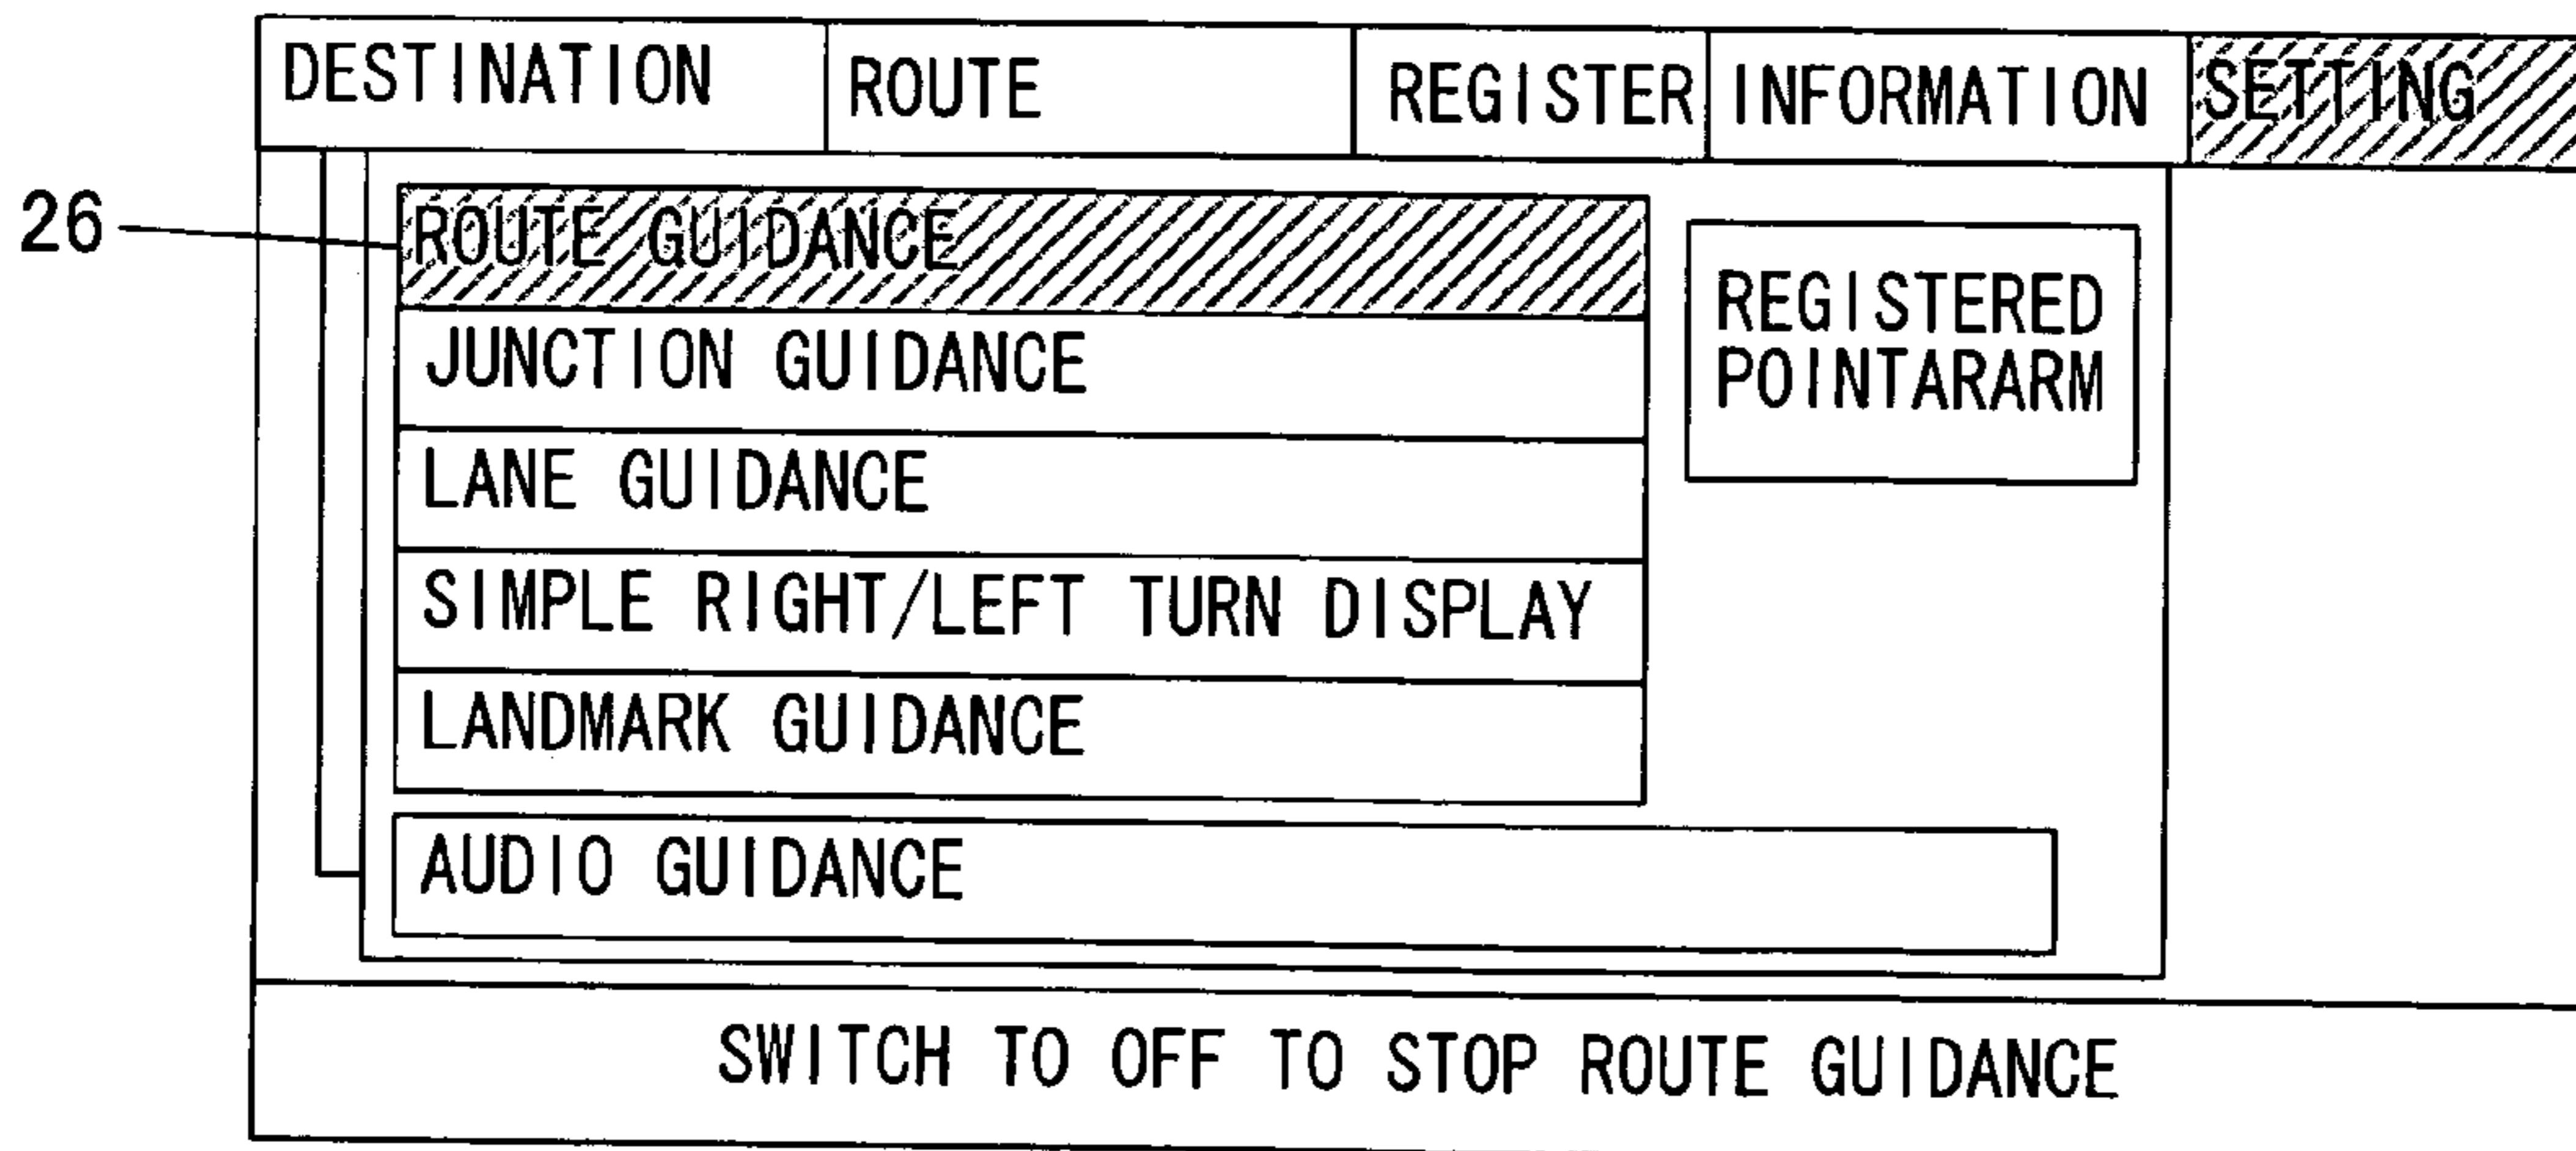 DESTINATION ROUTE REGISTER INFORMATION SETTING
26
ROUTE GUIDANCE
JUNCTION GUIDANCE
LANE GUIDANCE
SIMPLE RIGHT/LEFT TURN DISPLAY
LANDMARK GUIDANCE
AUDIO GUIDANCE
REGISTERED
POINTARARM
SWITCH TO OFF TO STOP ROUTE GUIDANCE